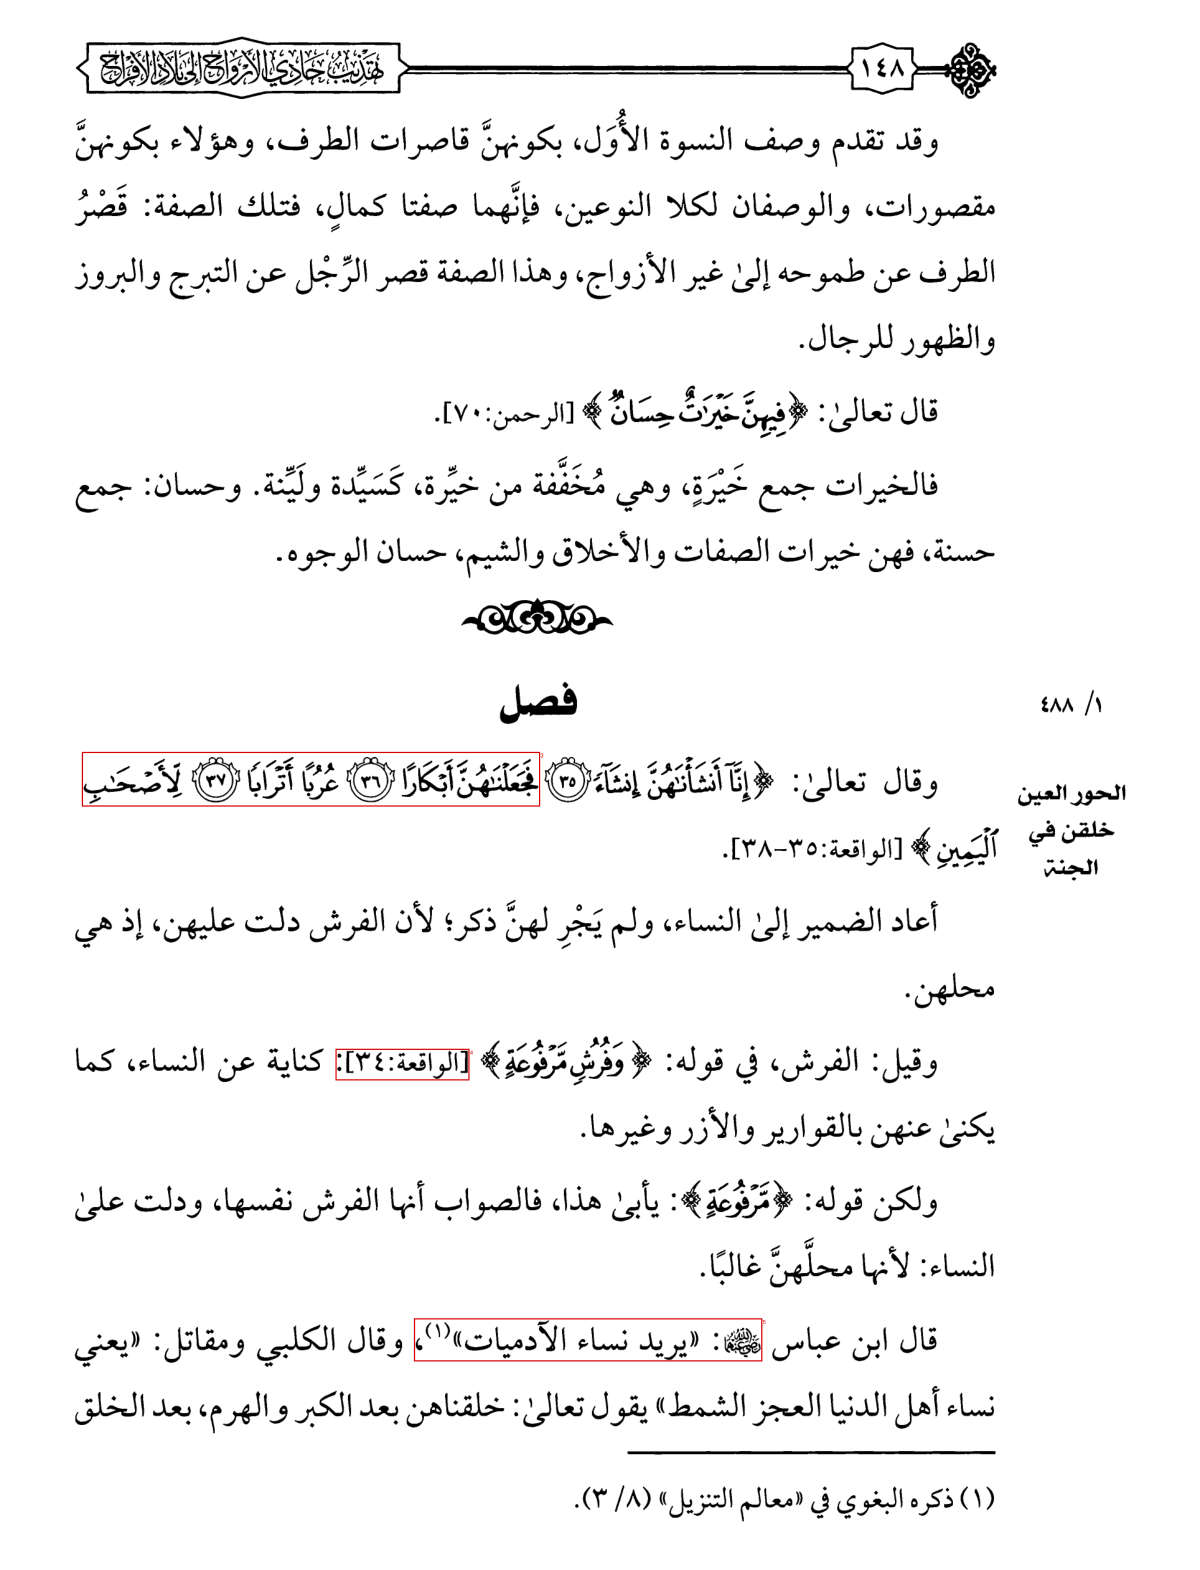 ١٤٨ تهذيب حادي الأرواح إلى بلاد الأفراح
وقد تقدم وصف النسوة الأُوَل، بكونهنَّ قاصرات الطرف، وهؤلاء بكونهنَّ
مقصورات، والوصفان لكلا النوعين، فإنَّهما صفتا كمالٍ، فتلك الصفة: قَصْرُ
الطرف عن طموحه إلىٰ غير الأزواج، وهذا الصفة قصر الرِّجْل عن التبرج والبروز
والظهور للرجال.
قال تعالىٰ: ﴿فِيهِنَّ خَيْرَٰتٌ حِسَانٌ﴾ [الرحمن:٧٠].
فالخيرات جمع خَيْرَةٍ، وهي مُخَفَّفة من خيِّرة، كَسَيِّدة ولَيِّنة. وحسان: جمع
حسنة، فهن خيرات الصفات والأخلاق والشيم، حسان الوجوه.
فصل
١/ ٤٨٨
وقال تعالىٰ: ﴿إِنَّآ أَنشَأْنَٰهُنَّ إِنشَآءً ٣٥ فَجَعَلْنَٰهُنَّ أَبْكَارًا ٣٦ عُرُبًا أَتْرَابًا ٣٧ لِّأَصْحَٰبِ
ٱلْيَمِينِ﴾ [الواقعة:٣٥-٣٨].
الحور العين
خلقن في
الجنة
أعاد الضمير إلىٰ النساء، ولم يَجْرِ لهنَّ ذكر؛ لأن الفرش دلت عليهن، إذ هي
محلهن.
وقيل: الفرش، في قوله: ﴿وَفُرُشٍ مَّرْفُوعَةٍ﴾ [الواقعة:٣٤]: كناية عن النساء، كما
يكنىٰ عنهن بالقوارير والأزر وغيرها.
ولكن قوله: ﴿مَّرْفُوعَةٍ﴾: يأبىٰ هذا، فالصواب أنها الفرش نفسها، ودلت علىٰ
النساء: لأنها محلَّهنَّ غالبًا.
قال ابن عباس رضي الله عنهما: «يريد نساء الآدميات»(١)، وقال الكلبي ومقاتل: «يعني
نساء أهل الدنيا العجز الشمط» يقول تعالىٰ: خلقناهن بعد الكبر والهرم، بعد الخلق
(١) ذكره البغوي في «معالم التنزيل» (٨/ ٣).